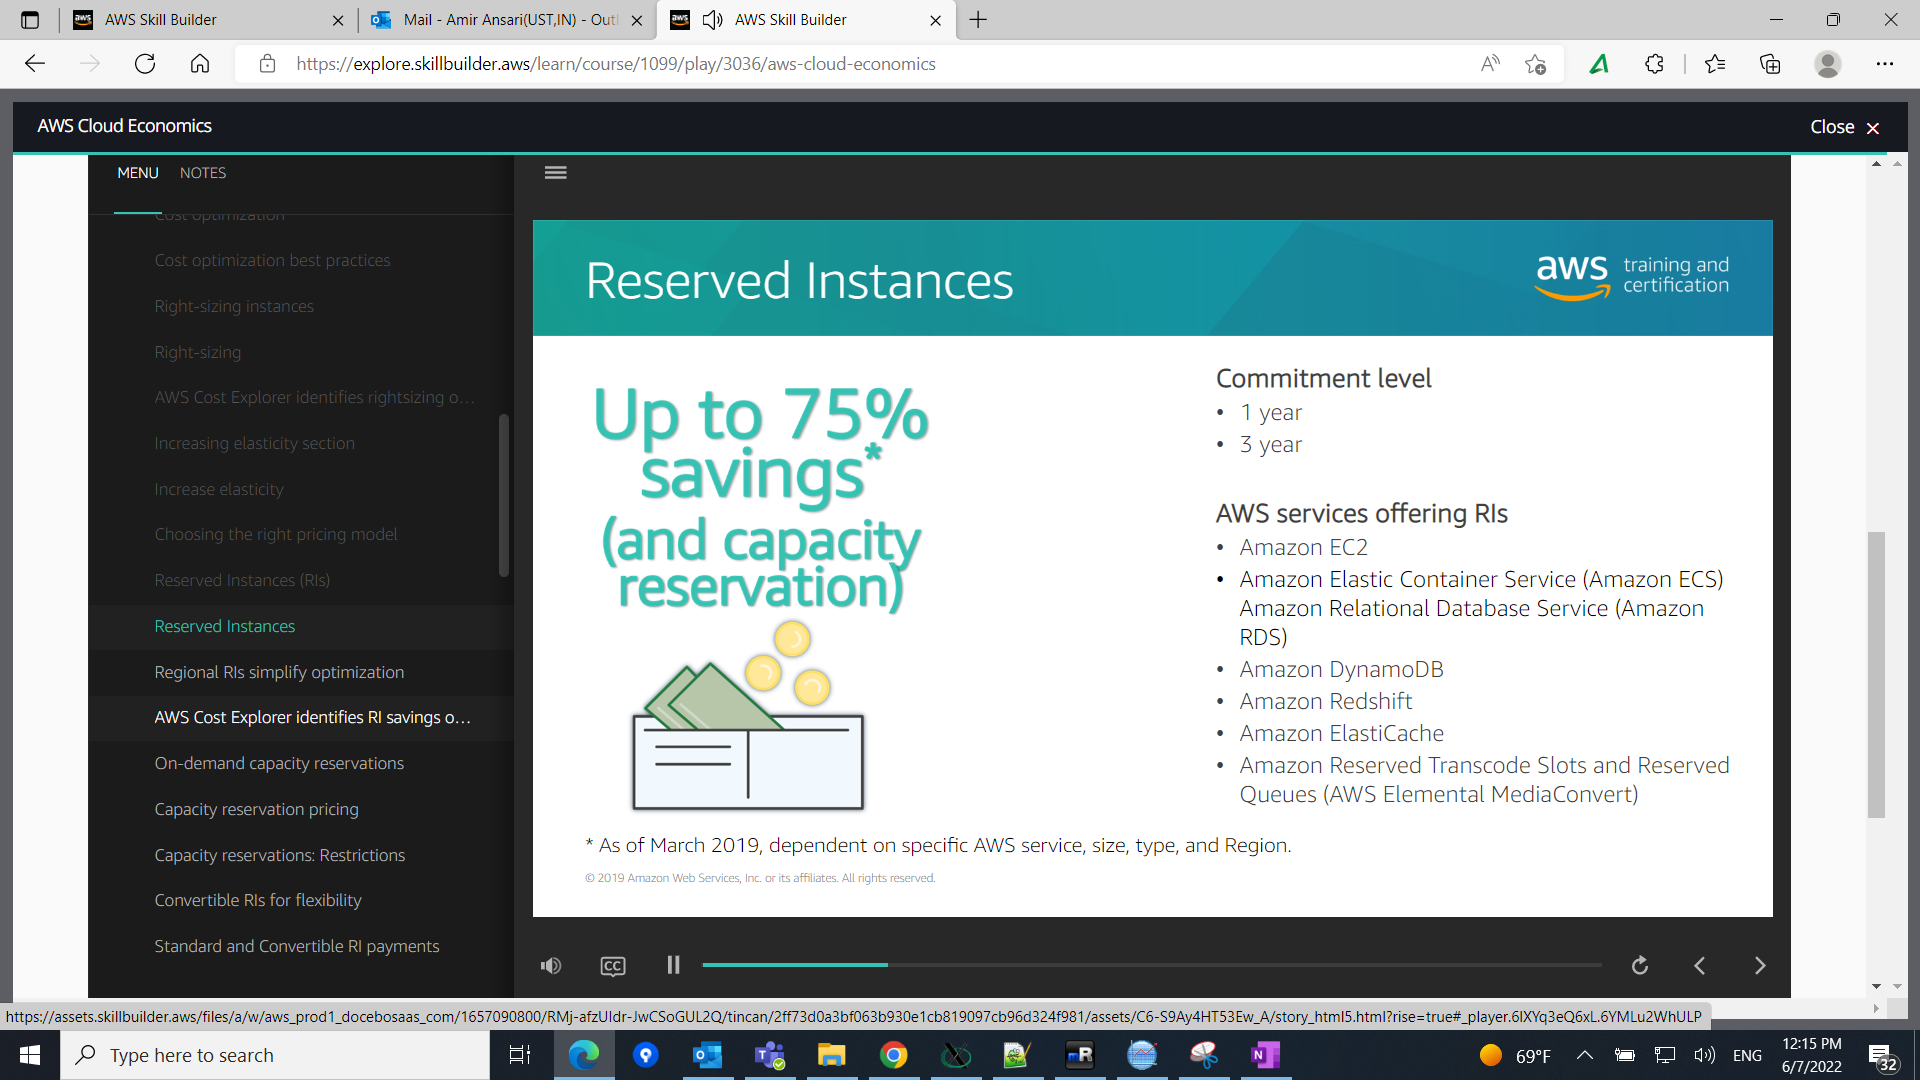 AWS Skill Builder
Mail - Amir Ansari(UST,IN) - Outl
AWS Skill Builder
https://explore.skillbuilder.aws/learn/course/1099/play/3036/aws-cloud-economics
AWS Cloud Economics
Close
MENU
NOTES
Cost optimization
Cost optimization best practices
Right-sizing instances
Right-sizing
AWS Cost Explorer identifies rightsizing o...
Increasing elasticity section
Increase elasticity
Choosing the right pricing model
Reserved Instances (RIs)
Reserved Instances
Regional RIs simplify optimization
AWS Cost Explorer identifies RI savings o...
On-demand capacity reservations
Capacity reservation pricing
Capacity reservations: Restrictions
Convertible RIs for flexibility
Standard and Convertible RI payments
Reserved Instances
aws training and
certification
Up to 75%
savings*
(and capacity
reservation)
Commitment level
• 1 year
• 3 year
AWS services offering RIs
• Amazon EC2
• Amazon Elastic Container Service (Amazon ECS)
Amazon Relational Database Service (Amazon
RDS)
• Amazon DynamoDB
• Amazon Redshift
• Amazon ElastiCache
• Amazon Reserved Transcode Slots and Reserved
Queues (AWS Elemental MediaConvert)
* As of March 2019, dependent on specific AWS service, size, type, and Region.
© 2019 Amazon Web Services, Inc. or its affiliates. All rights reserved.
CC
https://assets.skillbuilder.aws/files/a/w/aws_prod1_docebosaas_com/1657090800/RMj-afzUIdr-JwCSoGUL2Q/tincan/2ff73d0a3bf063b930e1cb819097cb96d324f981/assets/C6-S9Ay4HT53Ew_A/story_html5.html?rise=true#_player.6lXYq3eQ6xL.6YMLu2WhULP
Type here to search
69°F
ENG
12:15 PM
6/7/2022
32